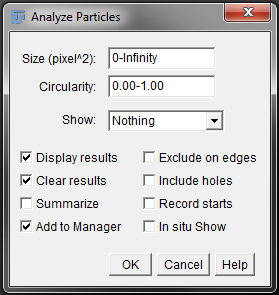 Analyze Particles
Size (pixel^2): 0-Infinity
Circularity: 0.00-1.00
Show: Nothing
Display results Exclude on edges
Clear results Include holes
Summarize Record starts
Add to Manager In situ Show
OK Cancel Help